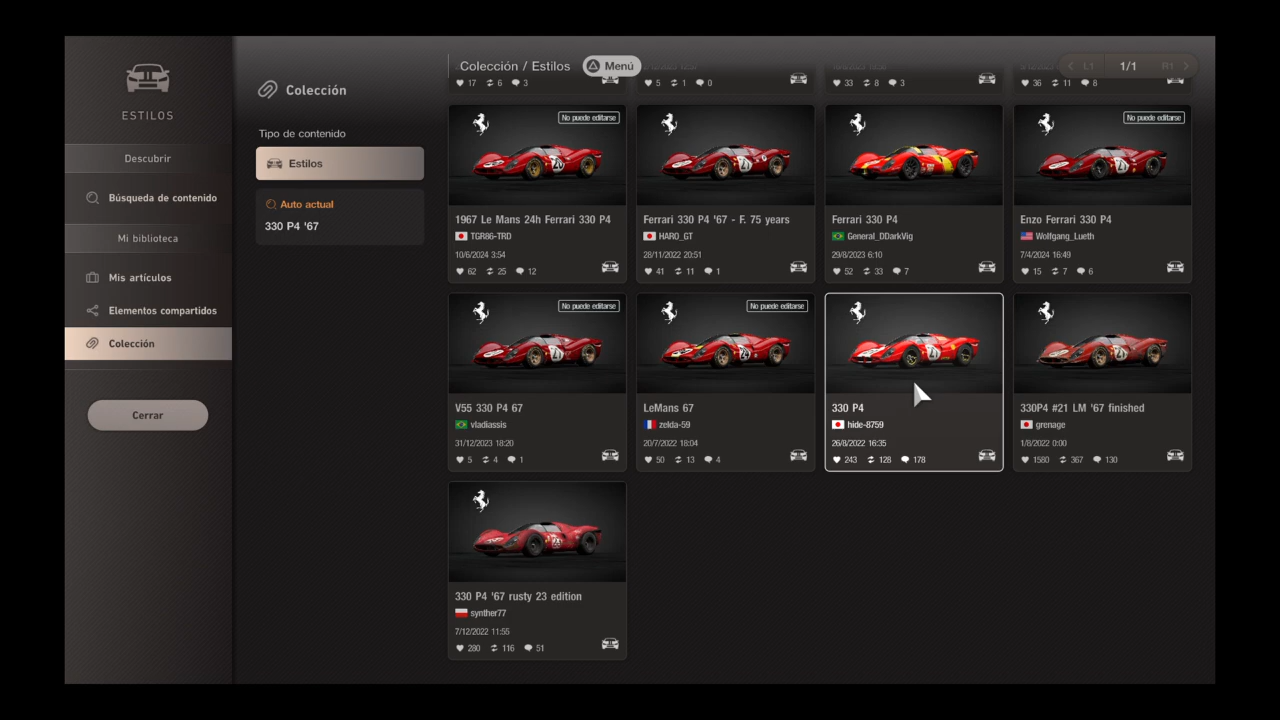 ESTILOS
Descubrir
Búsqueda de contenido
Mi biblioteca
Mis artículos
Elementos compartidos
Colección
Cerrar
Colección
Tipo de contenido
Estilos
Auto actual
330 P4 '67
Colección / Estilos
Menú
L1
1/1
R1
17 6 3
5 1 0
33 8 3
36 11 8
No puede editarse
1967 Le Mans 24h Ferrari 330 P4
TGR86-TRD
10/6/2024 3:54
62 25 12
Ferrari 330 P4 '67 - F. 75 years
HARO_GT
28/11/2022 20:51
41 11 1
Ferrari 330 P4
General_DDarkVig
29/8/2023 6:10
52 33 7
No puede editarse
Enzo Ferrari 330 P4
Wolfgang_Lueth
7/4/2024 16:49
15 7 6
No puede editarse
V55 330 P4 67
vladiassis
31/12/2023 18:20
5 4 1
No puede editarse
LeMans 67
zelda-59
20/7/2022 18:04
50 13 4
330 P4
hide-8759
26/8/2022 16:35
243 128 178
330P4 #21 LM '67 finished
grenage
1/8/2022 0:00
1580 367 130
330 P4 '67 rusty 23 edition
synther77
7/12/2022 11:55
280 116 51